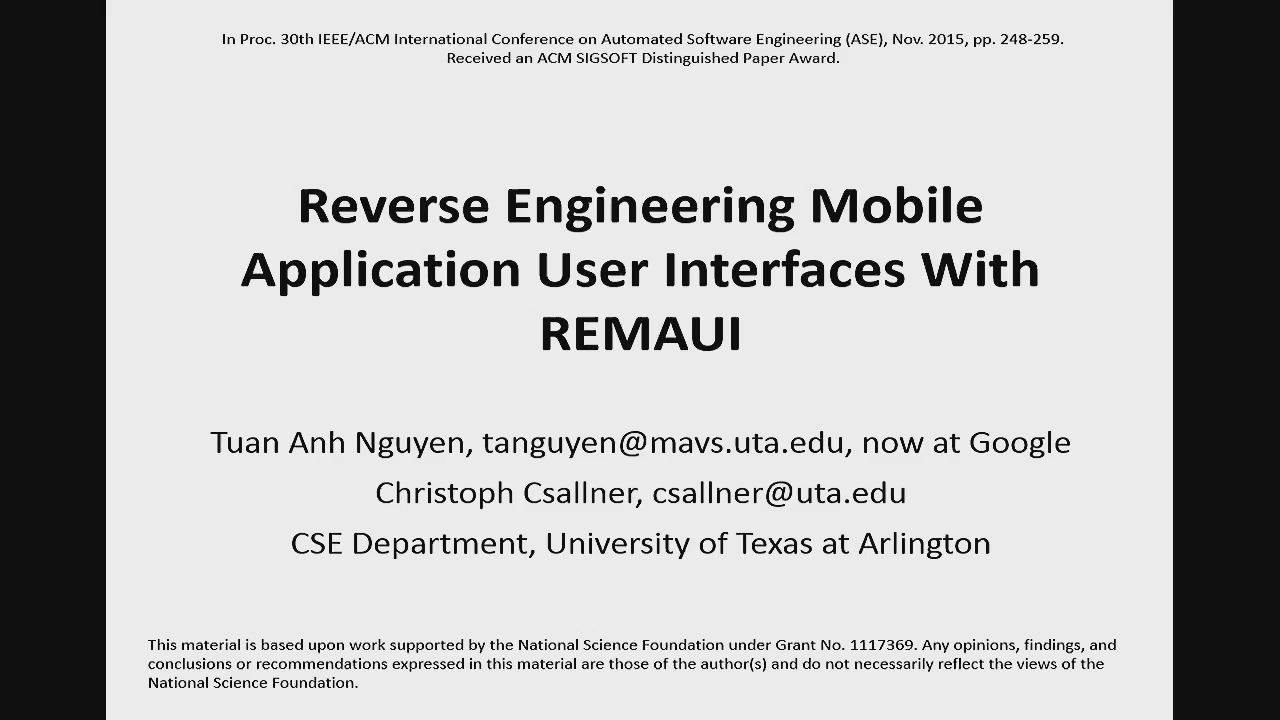 In Proc. 30th IEEE/ACM International Conference on Automated Software Engineering (ASE), Nov. 2015, pp. 248-259.
Received an ACM SIGSOFT Distinguished Paper Award.
Reverse Engineering Mobile
Application User Interfaces With
REMAUI
Tuan Anh Nguyen, tanguyen@mavs.uta.edu, now at Google
Christoph Csallner, csallner@uta.edu
CSE Department, University of Texas at Arlington
This material is based upon work supported by the National Science Foundation under Grant No. 1117369. Any opinions, findings, and
conclusions or recommendations expressed in this material are those of the author(s) and do not necessarily reflect the views of the
National Science Foundation.